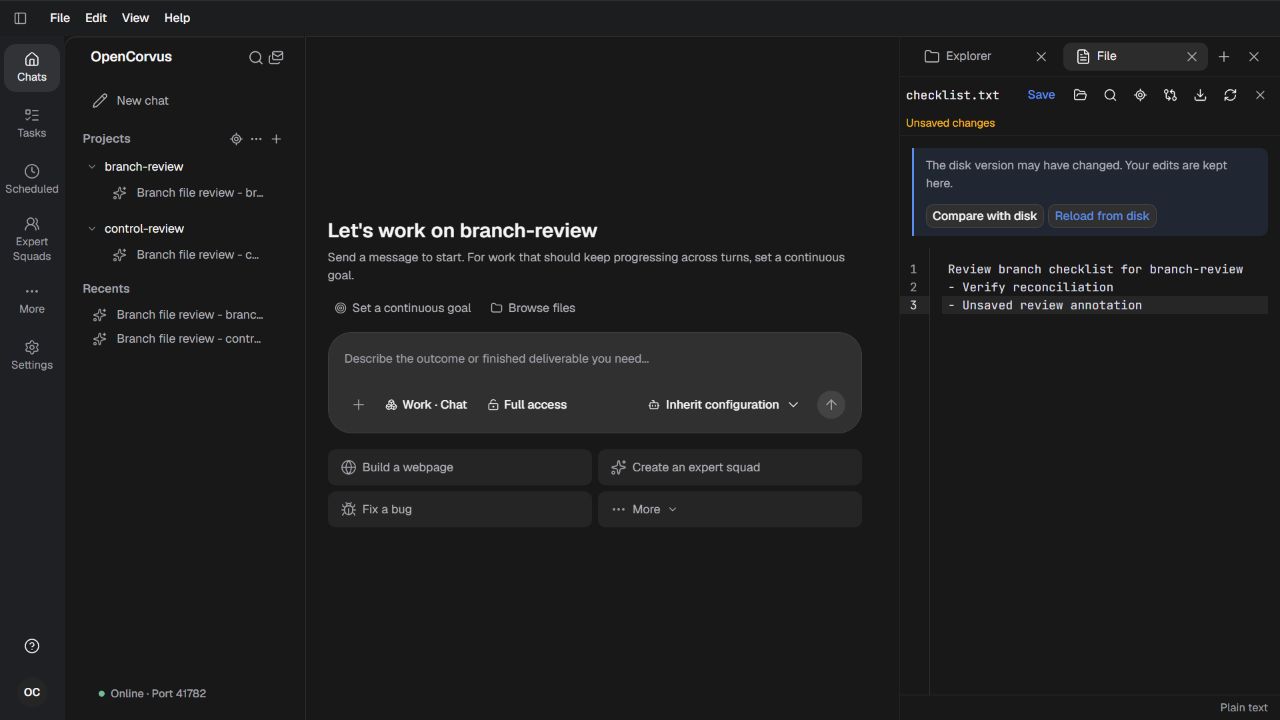 File Edit View Help
Chats
Tasks
Scheduled
Expert
Squads
More
Settings
OC
OpenCorvus
New chat
Projects
branch-review
Branch file review - br...
control-review
Branch file review - c...
Recents
Branch file review - branc...
Branch file review - contr...
Online · Port 41782
Let's work on branch-review
Send a message to start. For work that should keep progressing across turns, set a continuous
goal.
Set a continuous goal Browse files
Describe the outcome or finished deliverable you need...
Work · Chat Full access Inherit configuration
Build a webpage Create an expert squad
Fix a bug More
Explorer File
checklist.txt Save
Unsaved changes
The disk version may have changed. Your edits are kept
here.
Compare with disk Reload from disk
1 Review branch checklist for branch-review
2 - Verify reconciliation
3 - Unsaved review annotation
Plain text